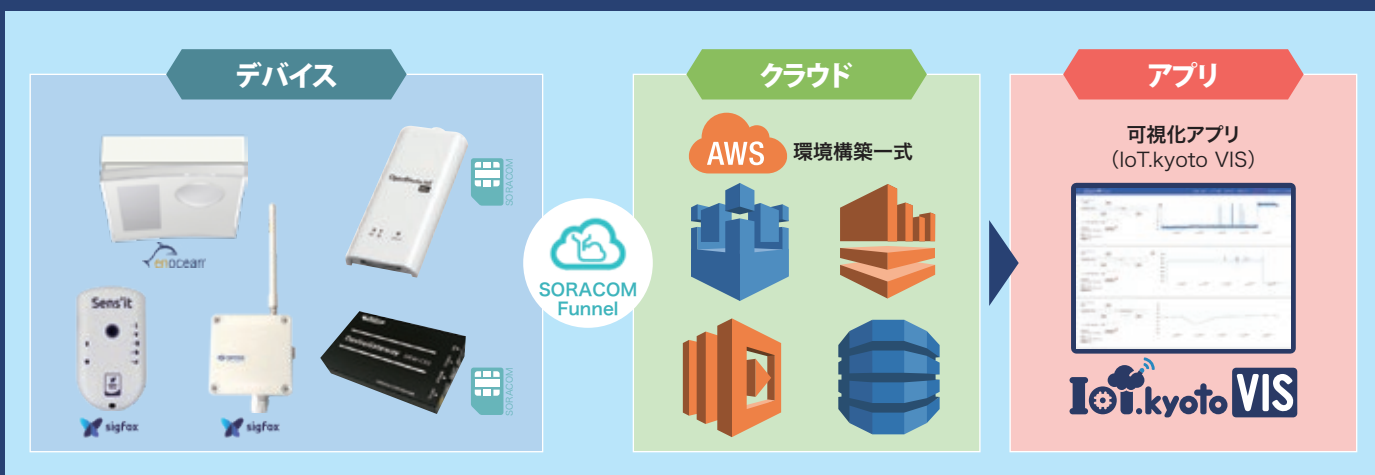 デバイス
enocean
OpenBlocks IoT
SORACOM
Sens'it
sigfox
sigfox
SORACOM
SORACOM
Funnel
クラウド
AWS 環境構築一式
アプリ
可視化アプリ
(IoT.kyoto VIS)
IoT.kyoto VIS